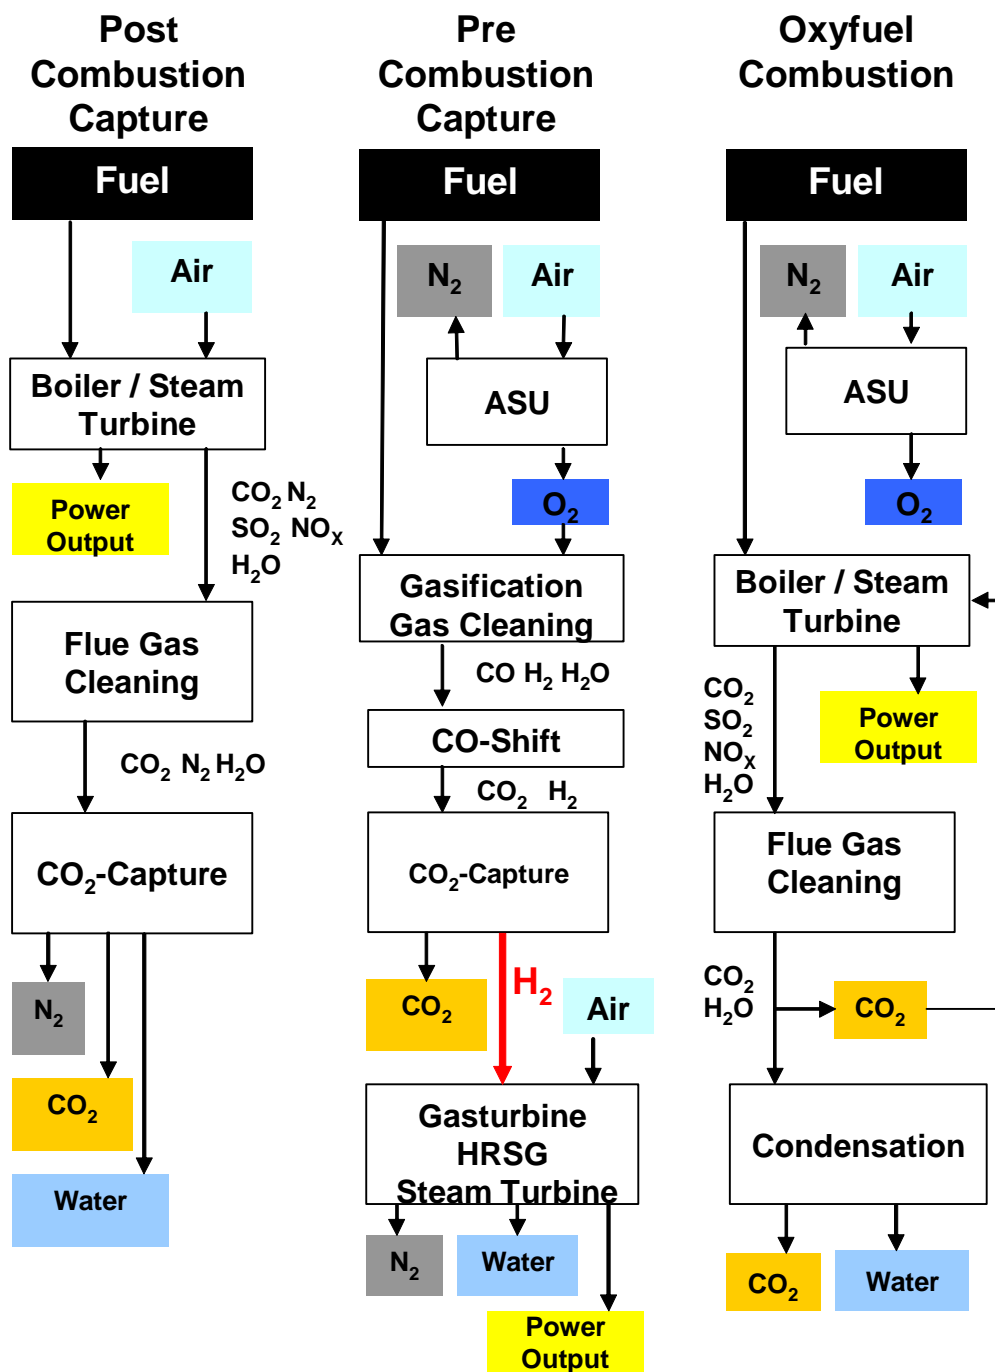 Post
Combustion
Capture
Fuel
Air
Boiler / Steam
Turbine
Power
Output
CO₂ N₂
SO₂ NOₓ
H₂O
Flue Gas
Cleaning
CO₂ N₂ H₂O
CO₂-Capture
N₂
CO₂
Water
Pre
Combustion
Capture
Fuel
N₂
Air
ASU
O₂
Gasification
Gas Cleaning
CO H₂ H₂O
CO-Shift
CO₂ H₂
CO₂-Capture
CO₂
H₂
Air
Gasturbine
HRSG
Steam Turbine
N₂
Water
Power
Output
Oxyfuel
Combustion
Fuel
N₂
Air
ASU
O₂
Boiler / Steam
Turbine
CO₂
SO₂
NOₓ
H₂O
Power
Output
Flue Gas
Cleaning
CO₂
H₂O
CO₂
Condensation
CO₂
Water